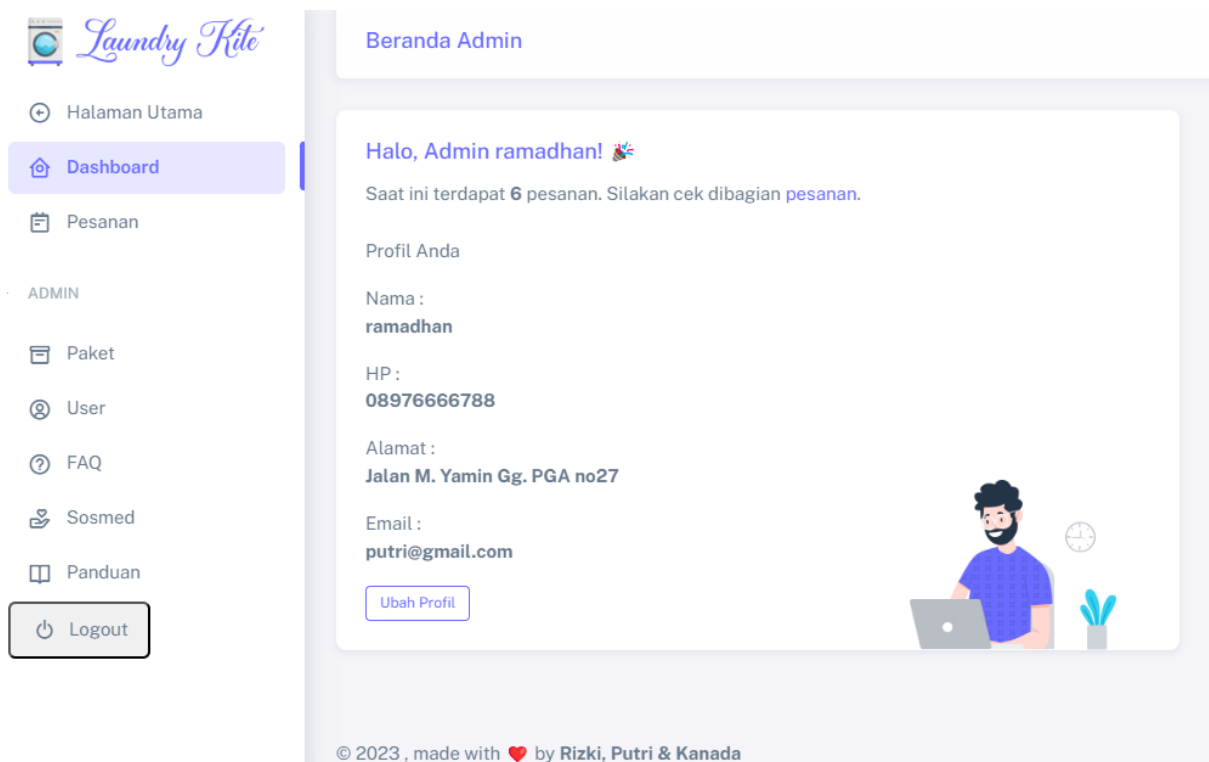 Laundry Kite
Halaman Utama
Dashboard
Pesanan
ADMIN
Paket
User
FAQ
Sosmed
Panduan
Logout
Beranda Admin
Halo, Admin ramadhan! 🎉
Saat ini terdapat 6 pesanan. Silakan cek dibagian pesanan.
Profil Anda
Nama :
ramadhan
HP :
08976666788
Alamat :
Jalan M. Yamin Gg. PGA no27
Email :
putri@gmail.com
Ubah Profil
© 2023 , made with ❤️ by Rizki, Putri & Kanada